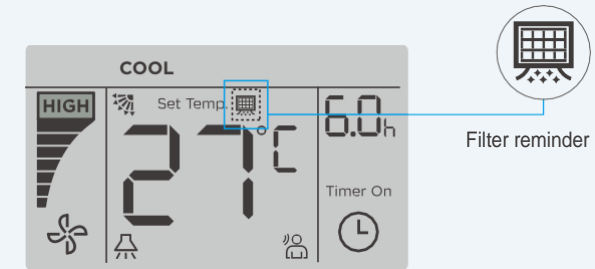 COOL
HIGH
Set Temp.
6.0h
27°C
Filter reminder
Timer On